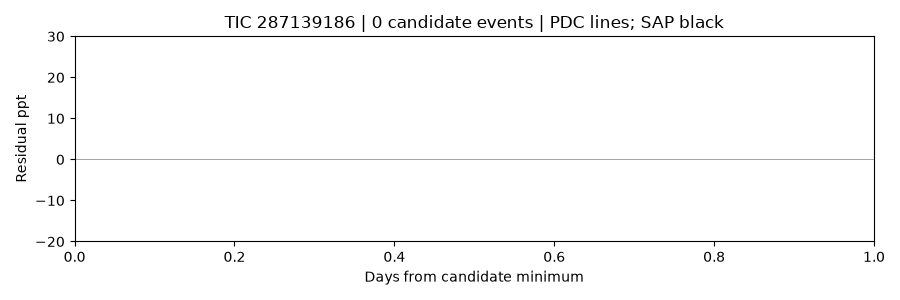 TIC 287139186 | 0 candidate events | PDC lines; SAP black
30
20
10
0
−10
−20
Residual ppt
0.0 0.2 0.4 0.6 0.8 1.0
Days from candidate minimum